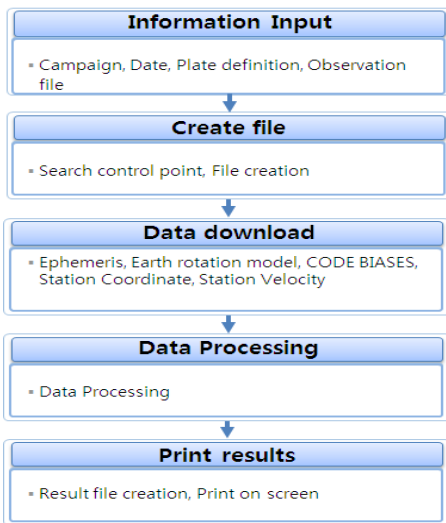 Information Input
▪ Campaign, Date, Plate definition, Observation
file
Create file
▪ Search control point, File creation
Data download
▪ Ephemeris, Earth rotation model, CODE BIASES,
Station Coordinate, Station Velocity
Data Processing
▪ Data Processing
Print results
▪ Result file creation, Print on screen